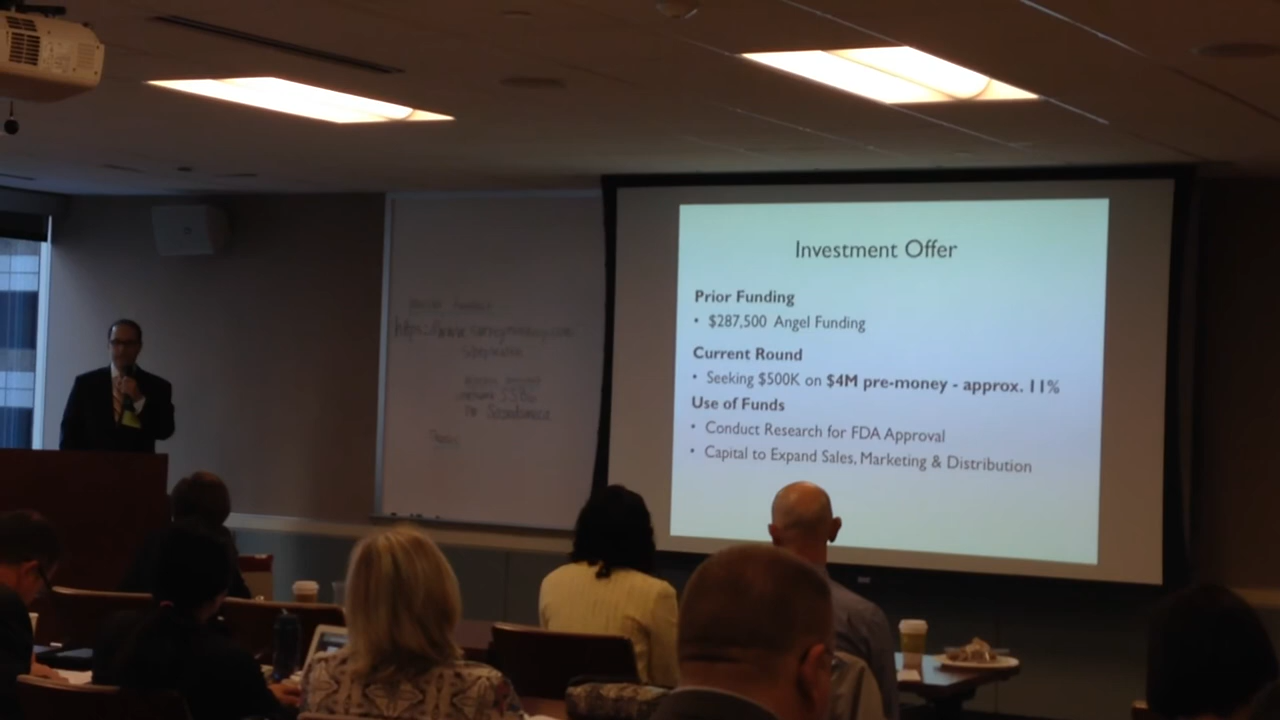 Investment Offer
Prior Funding
• $287,500 Angel Funding
Current Round
• Seeking $500K on $4M pre-money - approx. 11%
Use of Funds
• Conduct Research for FDA Approval
• Capital to Expand Sales, Marketing & Distribution